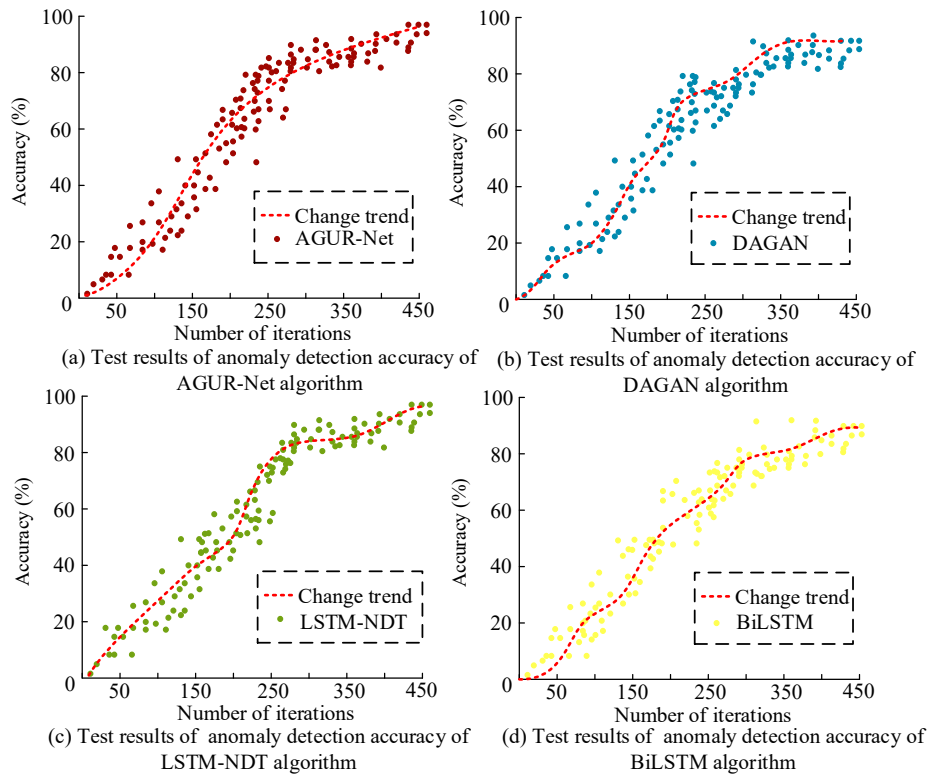 100
80
60
40
20
0
Accuracy (%)
Change trend
AGUR-Net
50 150 250 350 450
Number of iterations
(a) Test results of anomaly detection accuracy of
AGUR-Net algorithm
100
80
60
40
20
0
Accuracy (%)
Change trend
DAGAN
50 150 250 350 450
Number of iterations
(b) Test results of anomaly detection accuracy of
DAGAN algorithm
100
80
60
40
20
0
Accuracy (%)
Change trend
LSTM-NDT
50 150 250 350 450
Number of iterations
(c) Test results of anomaly detection accuracy of
LSTM-NDT algorithm
100
80
60
40
20
0
Accuracy (%)
Change trend
BiLSTM
50 150 250 350 450
Number of iterations
(d) Test results of anomaly detection accuracy of
BiLSTM algorithm